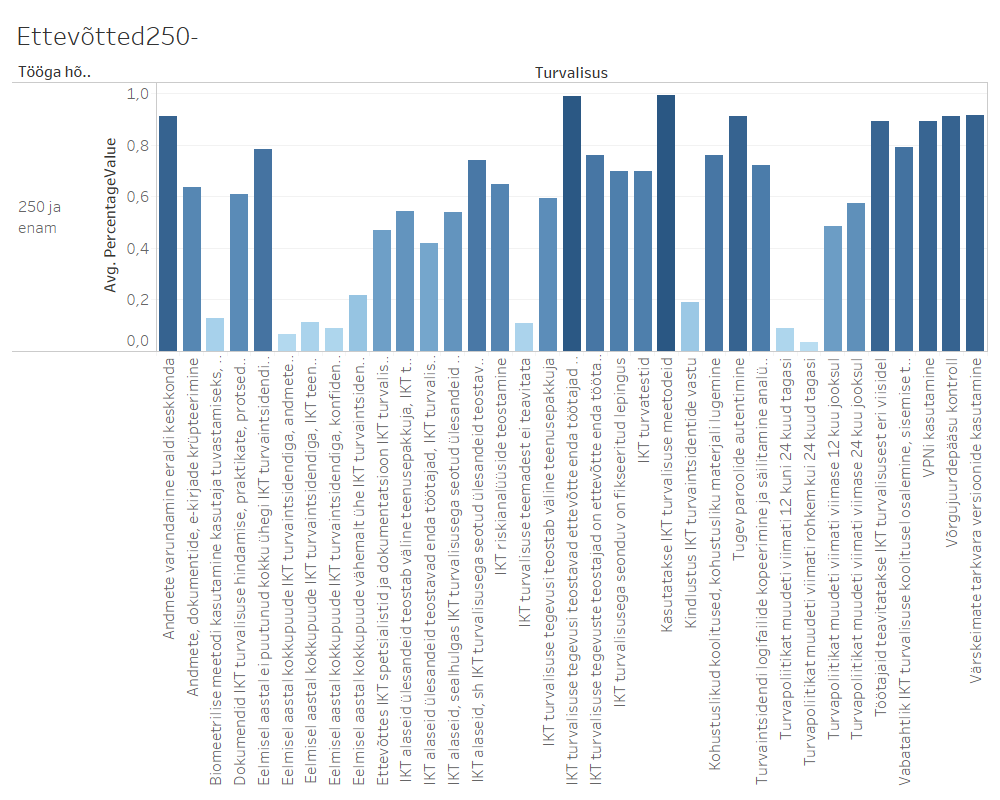 Ettevõtted250-
Tööga hõ..
Turvalisus
1,0
0,8
0,6
0,4
0,2
0,0
Avg. PercentageValue
250 ja
enam
Andmete varundamine eraldi keskkonda
Andmete, dokumentide, e-kirjade krüpteerimine
Biomeetrilise meetodi kasutamine kasutaja tuvastamiseks, ..
Dokumendid IKT turvalisuse hindamise, praktikate, protsed..
Eelmisel aastal ei puutunud kokku ühegi IKT turvaintsidendi..
Eelmisel aastal kokkupuude IKT turvaintsidendiga, andmete..
Eelmisel aastal kokkupuude IKT turvaintsidendiga, IKT teen..
Eelmisel aastal kokkupuude IKT turvaintsidendiga, konfiden..
Eelmisel aastal kokkupuude vähemalt ühe IKT turvaintsiden..
Ettevõttes IKT spetsialistid ja dokumentatsioon IKT turvalis..
IKT alaseid ülesandeid teostab väline teenusepakkuja, IKT t..
IKT alaseid ülesandeid teostavad enda töötajad, IKT turvalis..
IKT alaseid, sealhulgas IKT turvalisusega seotud ülesandeid ..
IKT alaseid, sh IKT turvalisusega seotud ülesandeid teostav..
IKT riskianalüüside teostamine
IKT turvalisuse teemadest ei teavitata
IKT turvalisuse tegevusi teostab väline teenusepakkuja
IKT turvalisuse tegevusi teostavad ettevõtte enda töötajad ..
IKT turvalisuse tegevuste teostajad on ettevõtte enda tööta..
IKT turvalisusega seonduv on fikseeritud lepingus
IKT turvatestid
Kasutatakse IKT turvalisuse meetodeid
Kindlustus IKT turvaintsidentide vastu
Kohustuslikud koolitused, kohustusliku materjali lugemine
Tugev paroolide autentimine
Turvaintsidendi logifailide kopeerimine ja säilitamine analü..
Turvapoliitikat muudeti viimati 12 kuni 24 kuud tagasi
Turvapoliitikat muudeti viimati rohkem kui 24 kuud tagasi
Turvapoliitikat muudeti viimati viimase 12 kuu jooksul
Turvapoliitikat muudeti viimati viimase 24 kuu jooksul
Töötajaid teavitatakse IKT turvalisusest eri viisidel
Vabatahtlik IKT turvalisuse koolitusel osalemine, sisemiset..
VPNi kasutamine
Võrgujuurdepääsu kontroll
Värskeimate tarkvara versioonide kasutamine